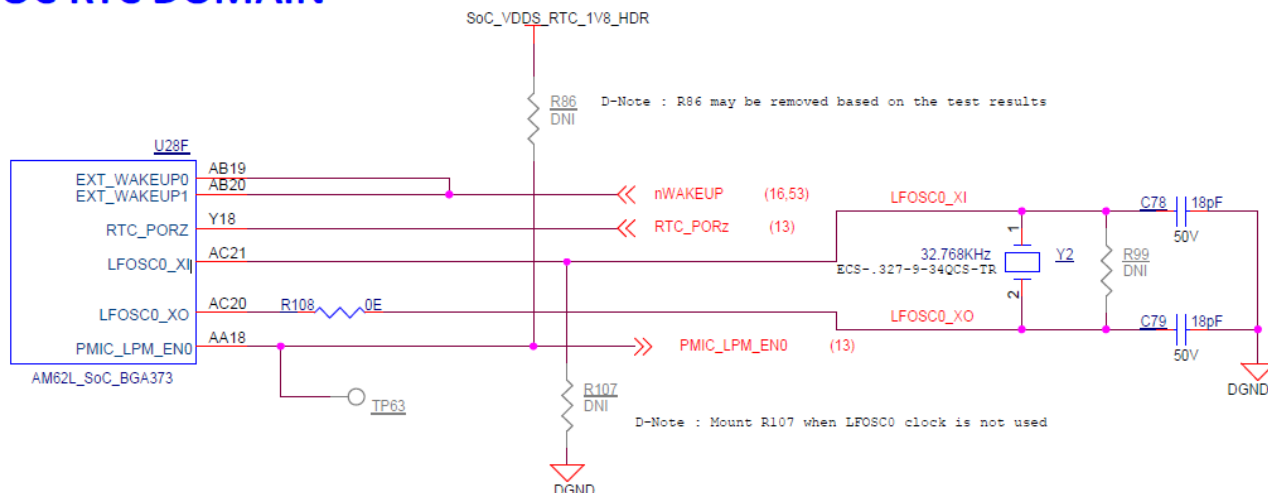 SoC_VDDS_RTC_1V8_HDR
R86
DNI
D-Note : R86 may be removed based on the test results
U28F
EXT_WAKEUP0
AB19
EXT_WAKEUP1
AB20
nWAKEUP (16,53)
RTC_PORZ
Y18
RTC_PORz (13)
LFOSC0_XI
AC21
LFOSC0_XI
C78
18pF
50V
1
32.768KHz
ECS-.327-9-34QCS-TR
Y2
R99
DNI
2
LFOSC0_XO
AC20
R108
0E
LFOSC0_XO
C79
18pF
50V
PMIC_LPM_EN0
AA18
PMIC_LPM_EN0 (13)
AM62L_SoC_BGA373
TP63
R107
DNI
DGND
D-Note : Mount R107 when LFOSC0 clock is not used
DGND